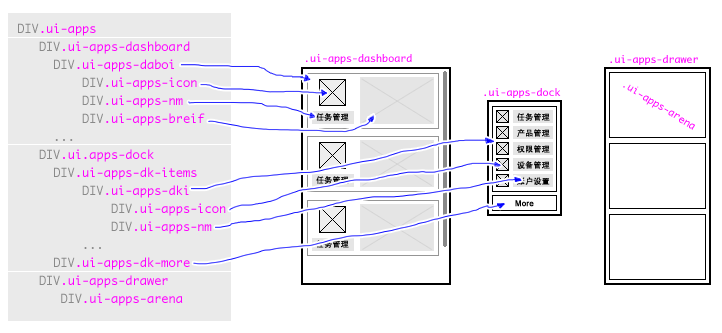 DIV.ui-apps
DIV.ui-apps-dashboard
DIV.ui-apps-daboi
DIV.ui-apps-icon
DIV.ui-apps-nm
DIV.ui-apps-breif
...
DIV.ui.apps-dock
DIV.ui-apps-dk-items
DIV.ui-apps-dki
DIV.ui-apps-icon
DIV.ui-apps-nm
...
DIV.ui-apps-dk-more
DIV.ui-apps-drawer
DIV.ui-apps-arena
.ui-apps-dashboard
任务管理
任务管理
任务管理
.ui-apps-dock
任务管理
产品管理
权限管理
设备管理
户设置
More
.ui-apps-drawer
.ui-apps-arena